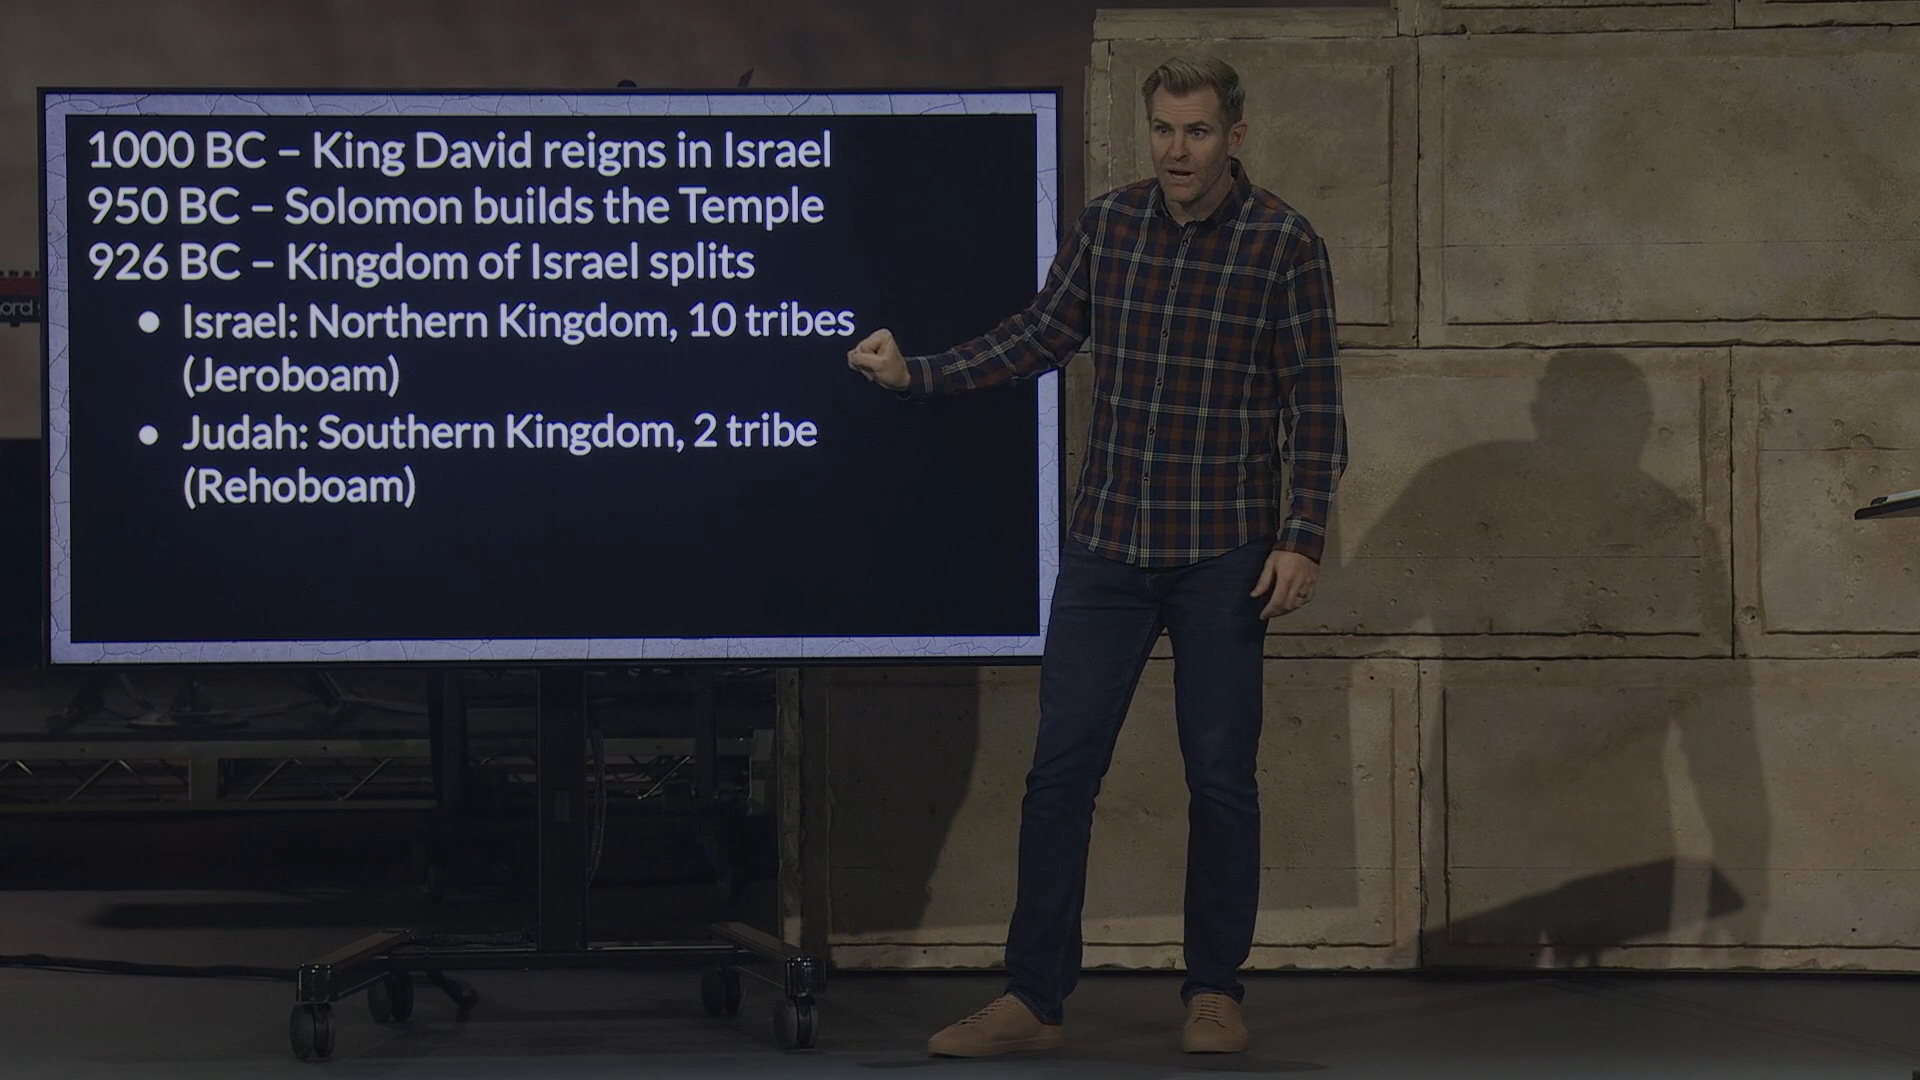 1000 BC – King David reigns in Israel
950 BC – Solomon builds the Temple
926 BC – Kingdom of Israel splits
● Israel: Northern Kingdom, 10 tribes
(Jeroboam)
● Judah: Southern Kingdom, 2 tribe
(Rehoboam)